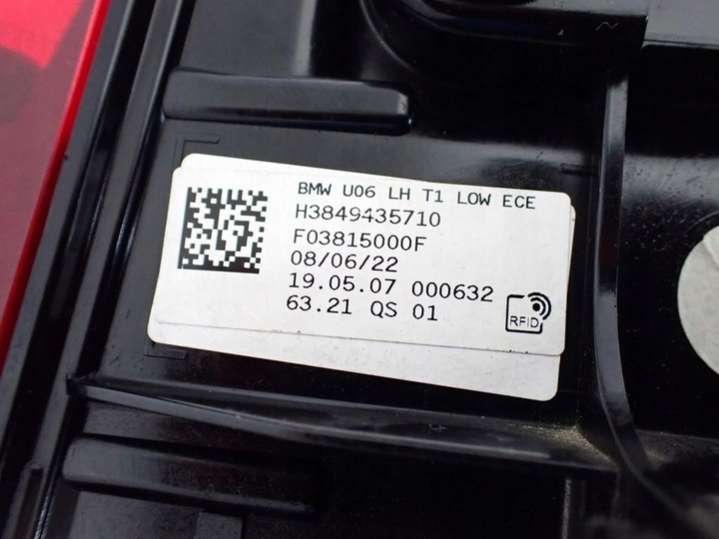 BMW U06 LH T1 LOW ECE
H3849435710
F03815000F
08/06/22
19.05.07 000632
63.21 QS 01
RFID